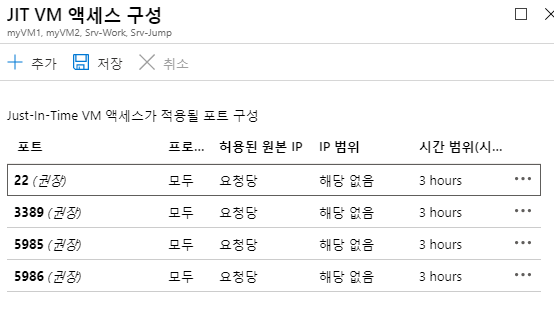 JIT VM 액세스 구성
myVM1, myVM2, Srv-Work, Srv-Jump
추가 저장 취소
Just-In-Time VM 액세스가 적용될 포트 구성
포트 프로... 허용된 원본 IP IP 범위 시간 범위(시...
22 (권장) 모두 요청당 해당 없음 3 hours ...
3389 (권장) 모두 요청당 해당 없음 3 hours ...
5985 (권장) 모두 요청당 해당 없음 3 hours ...
5986 (권장) 모두 요청당 해당 없음 3 hours ...